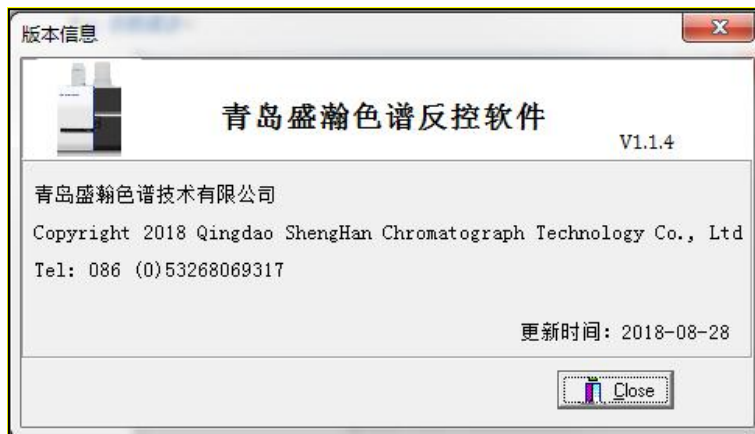 版本信息
青岛盛瀚色谱反控软件
V1.1.4
青岛盛瀚色谱技术有限公司
Copyright 2018 Qingdao ShengHan Chromatograph Technology Co., Ltd
Tel: 086 (0)53268069317
更新时间：2018-08-28
Close